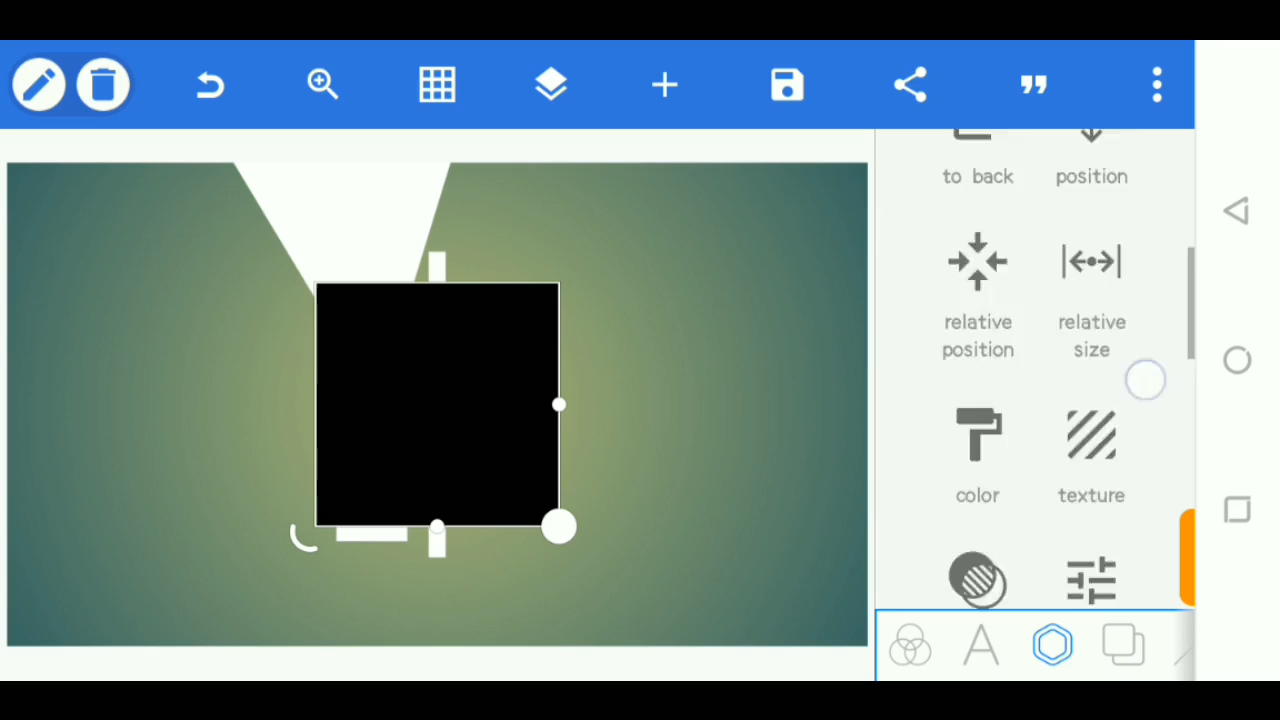 to back
position
relative
position
relative
size
color
texture